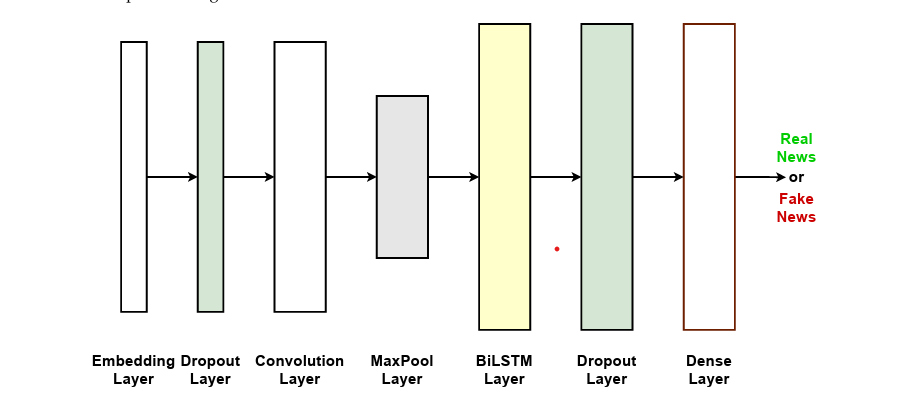 Real
News
or
Fake
News
Embedding Dropout Convolution MaxPool BiLSTM Dropout Dense
Layer Layer Layer Layer Layer Layer Layer